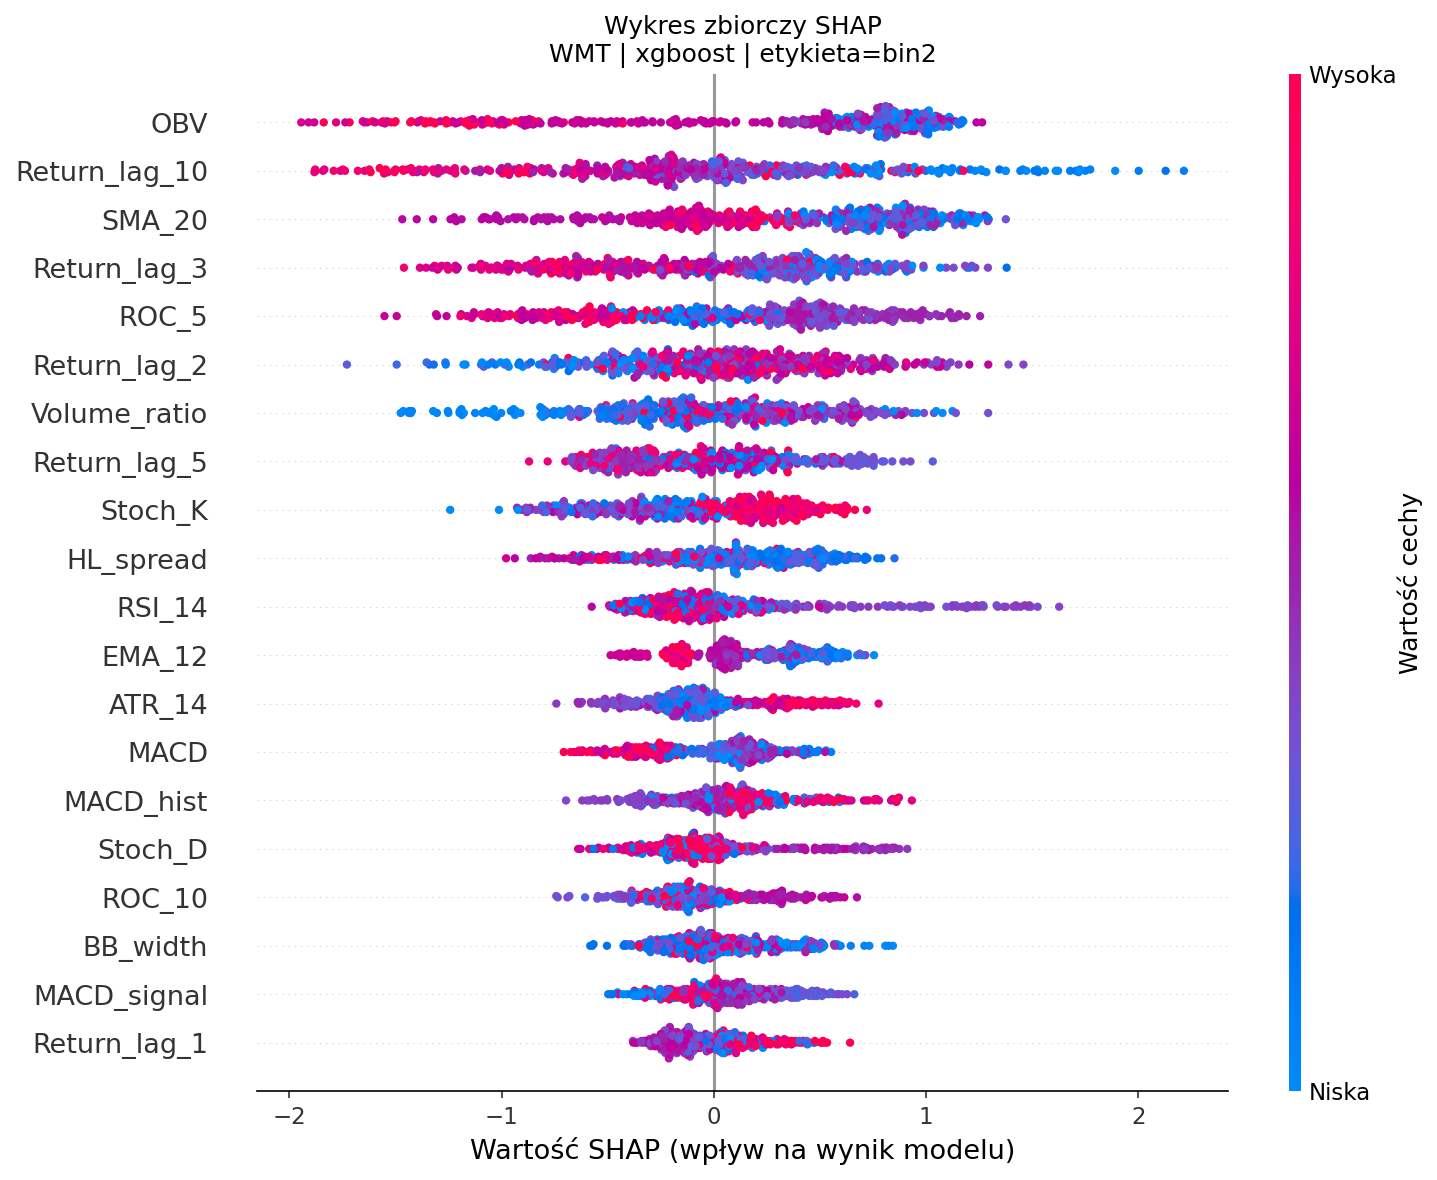 Wykres zbiorczy SHAP
WMT | xgboost | etykieta=bin2
Wysoka
OBV
Return_lag_10
SMA_20
Return_lag_3
ROC_5
Return_lag_2
Volume_ratio
Return_lag_5
Stoch_K
HL_spread
RSI_14
EMA_12
ATR_14
MACD
MACD_hist
Stoch_D
ROC_10
BB_width
MACD_signal
Return_lag_1
Wartość cechy
Niska
−2 −1 0 1 2
Wartość SHAP (wpływ na wynik modelu)